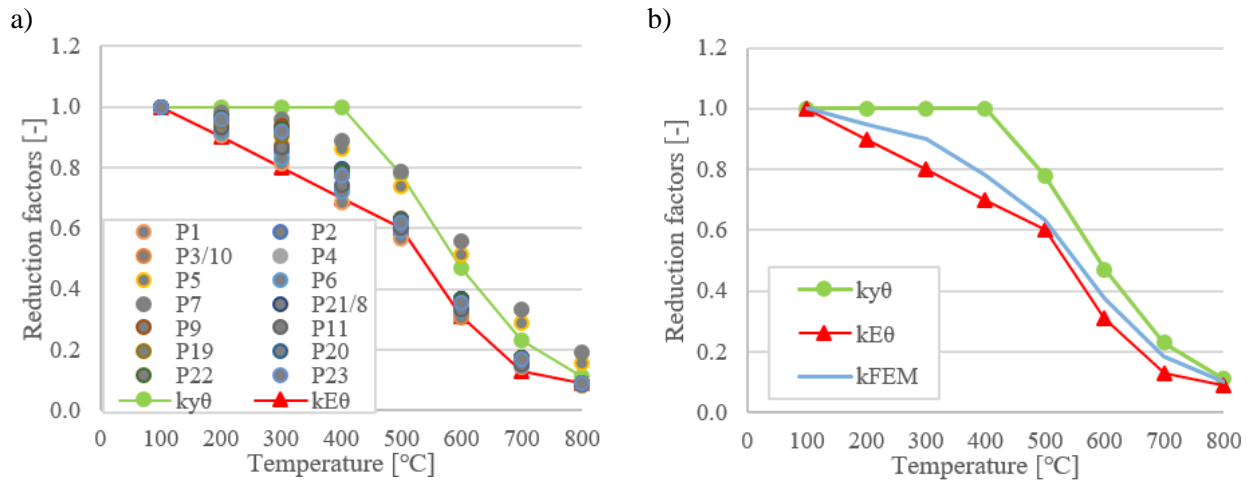 a)
1.2
1.0
0.8
0.6
0.4
0.2
0.0
Reduction factors [-]
P1 P2
P3/10 P4
P5 P6
P7 P21/8
P9 P11
P19 P20
P22 P23
kyθ kEθ
0 100 200 300 400 500 600 700 800
Temperature [°C]
b)
1.2
1.0
0.8
0.6
0.4
0.2
0.0
Reduction factors [-]
kyθ
kEθ
kFEM
0 100 200 300 400 500 600 700 800
Temperature [°C]